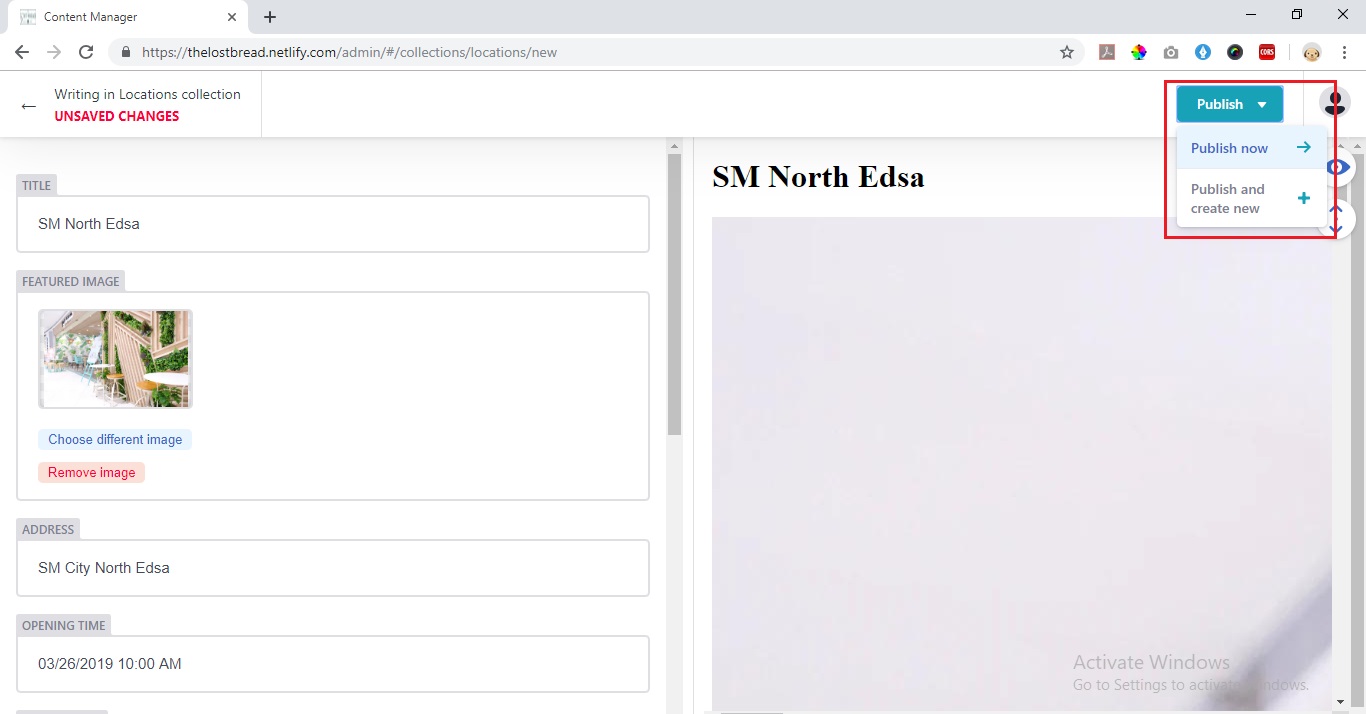 Content Manager
https://thelostbread.netlify.com/admin/#/collections/locations/new
CORS
Writing in Locations collection
UNSAVED CHANGES
Publish
Publish now
Publish and
create new
TITLE
SM North Edsa
FEATURED IMAGE
Choose different image
Remove image
ADDRESS
SM City North Edsa
OPENING TIME
03/26/2019 10:00 AM
SM North Edsa
Activate Windows
Go to Settings to activate Windows.